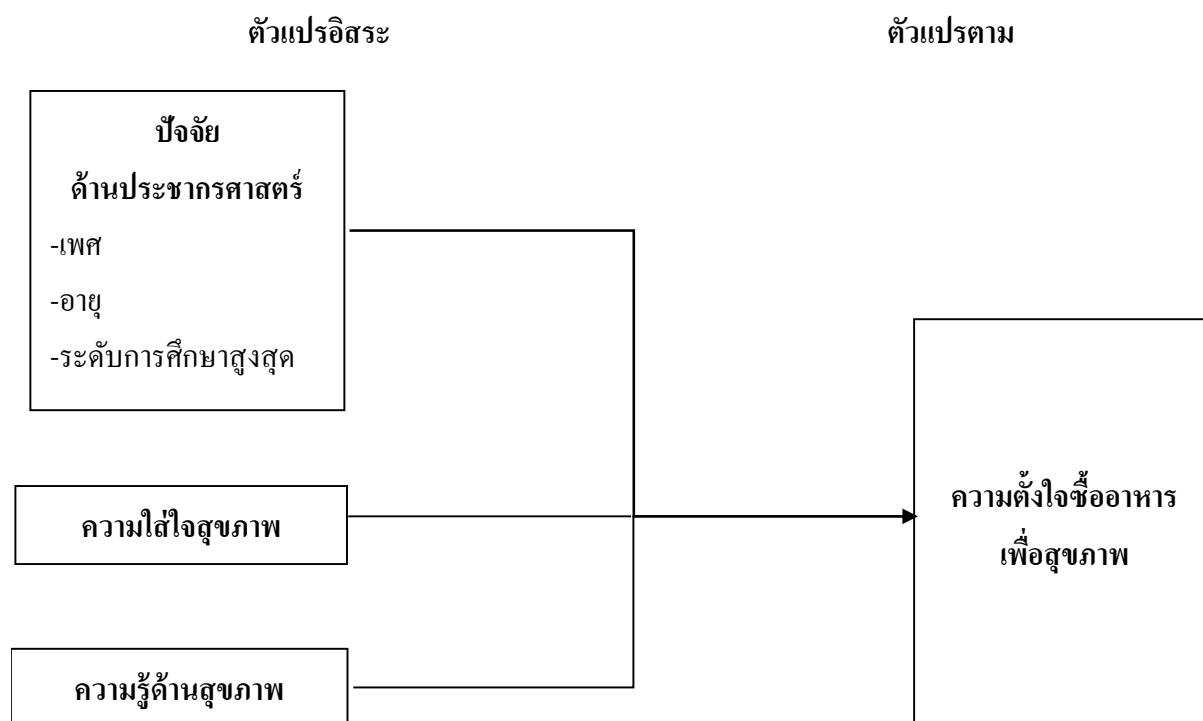 ตัวแปรอิสระ
ตัวแปรตาม
ปัจจัย
ด้านประชากรศาสตร์
-เพศ
-อายุ
-ระดับการศึกษาสูงสุด
ความใส่ใจสุขภาพ
ความรู้ด้านสุขภาพ
ความตั้งใจซื้ออาหาร
เพื่อสุขภาพ